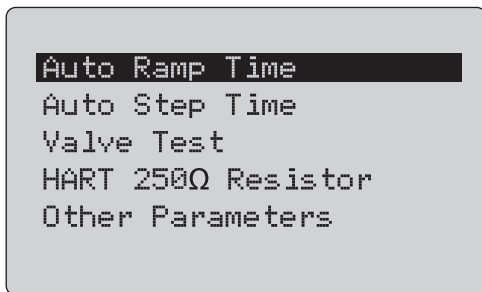 Auto Ramp Time
Auto Step Time
Valve Test
HART 250Ω Resistor
Other Parameters